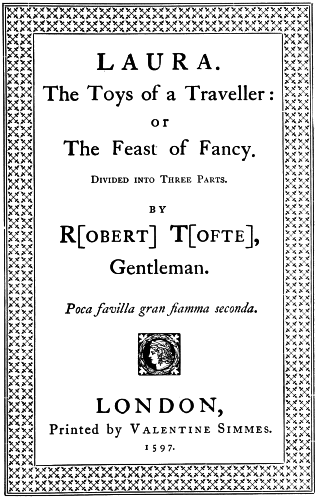 LAURA.
The Toys of a Traveller:
or
The Feast of Fancy.
DIVIDED INTO THREE PARTS.
BY
R[OBERT] T[OFTE],
Gentleman.
Poca favilla gran fiamma seconda.
LONDON,
Printed by VALENTINE SIMMES.
1597.